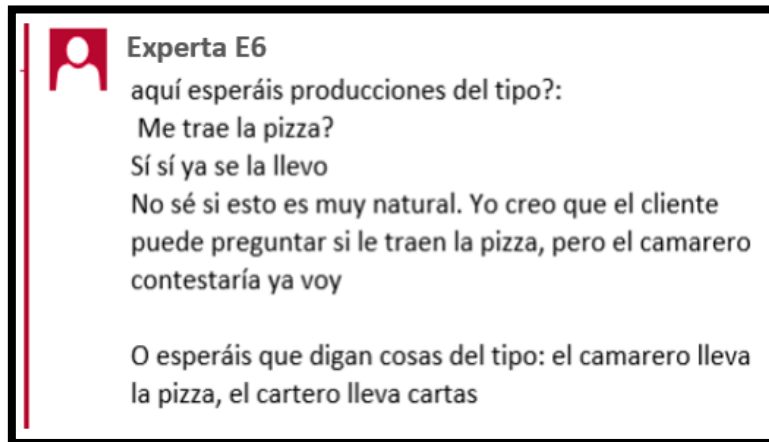 Experta E6
aquí esperáis producciones del tipo?:
Me trae la pizza?
Sí sí ya se la llevo
No sé si esto es muy natural. Yo creo que el cliente
puede preguntar si le traen la pizza, pero el camarero
contestaría ya voy
O esperáis que digan cosas del tipo: el camarero lleva
la pizza, el cartero lleva cartas